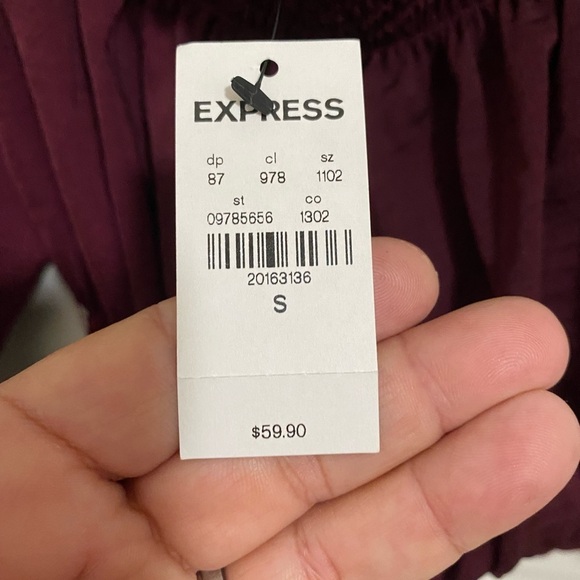 EXPRESS
dp cl sz
87 978 1102
st co
09785656 1302
20163136
S
$59.90